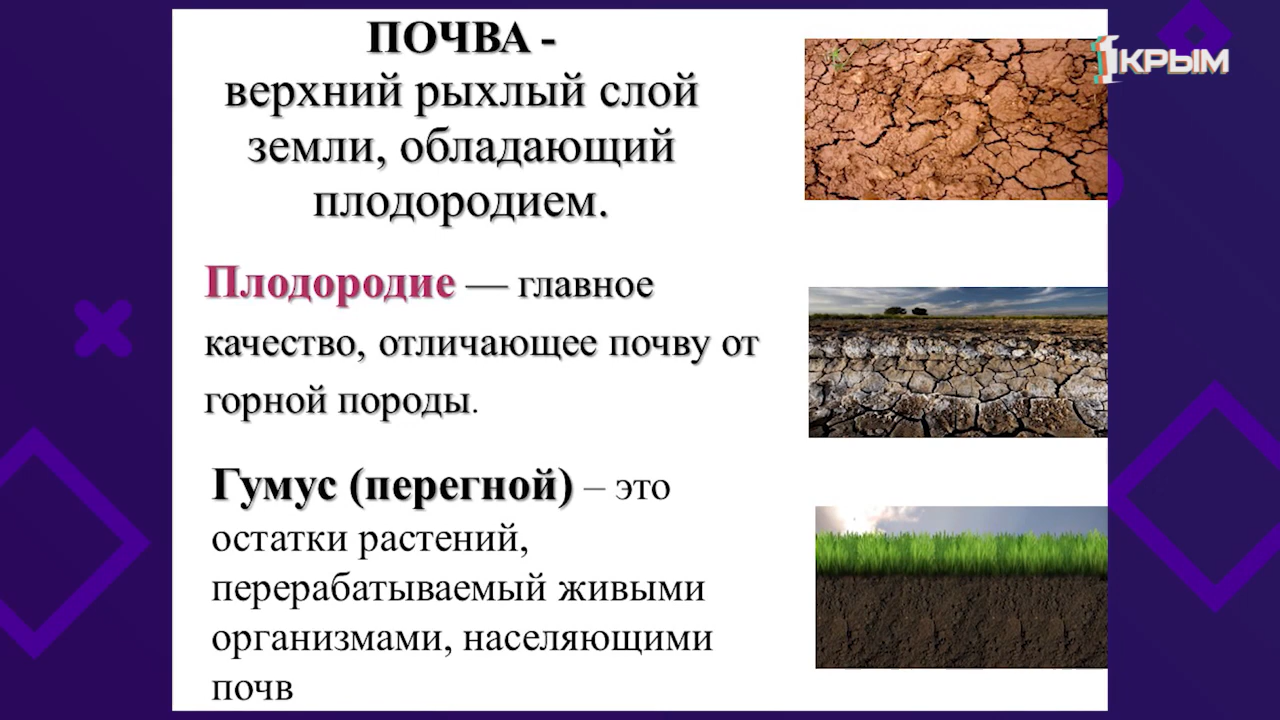 ПОЧВА -
верхний рыхлый слой
земли, обладающий
плодородием.
Плодородие — главное
качество, отличающее почву от
горной породы.
Гумус (перегной) – это
остатки растений,
перерабатываемый живыми
организмами, населяющими
почв
1КРЫМ